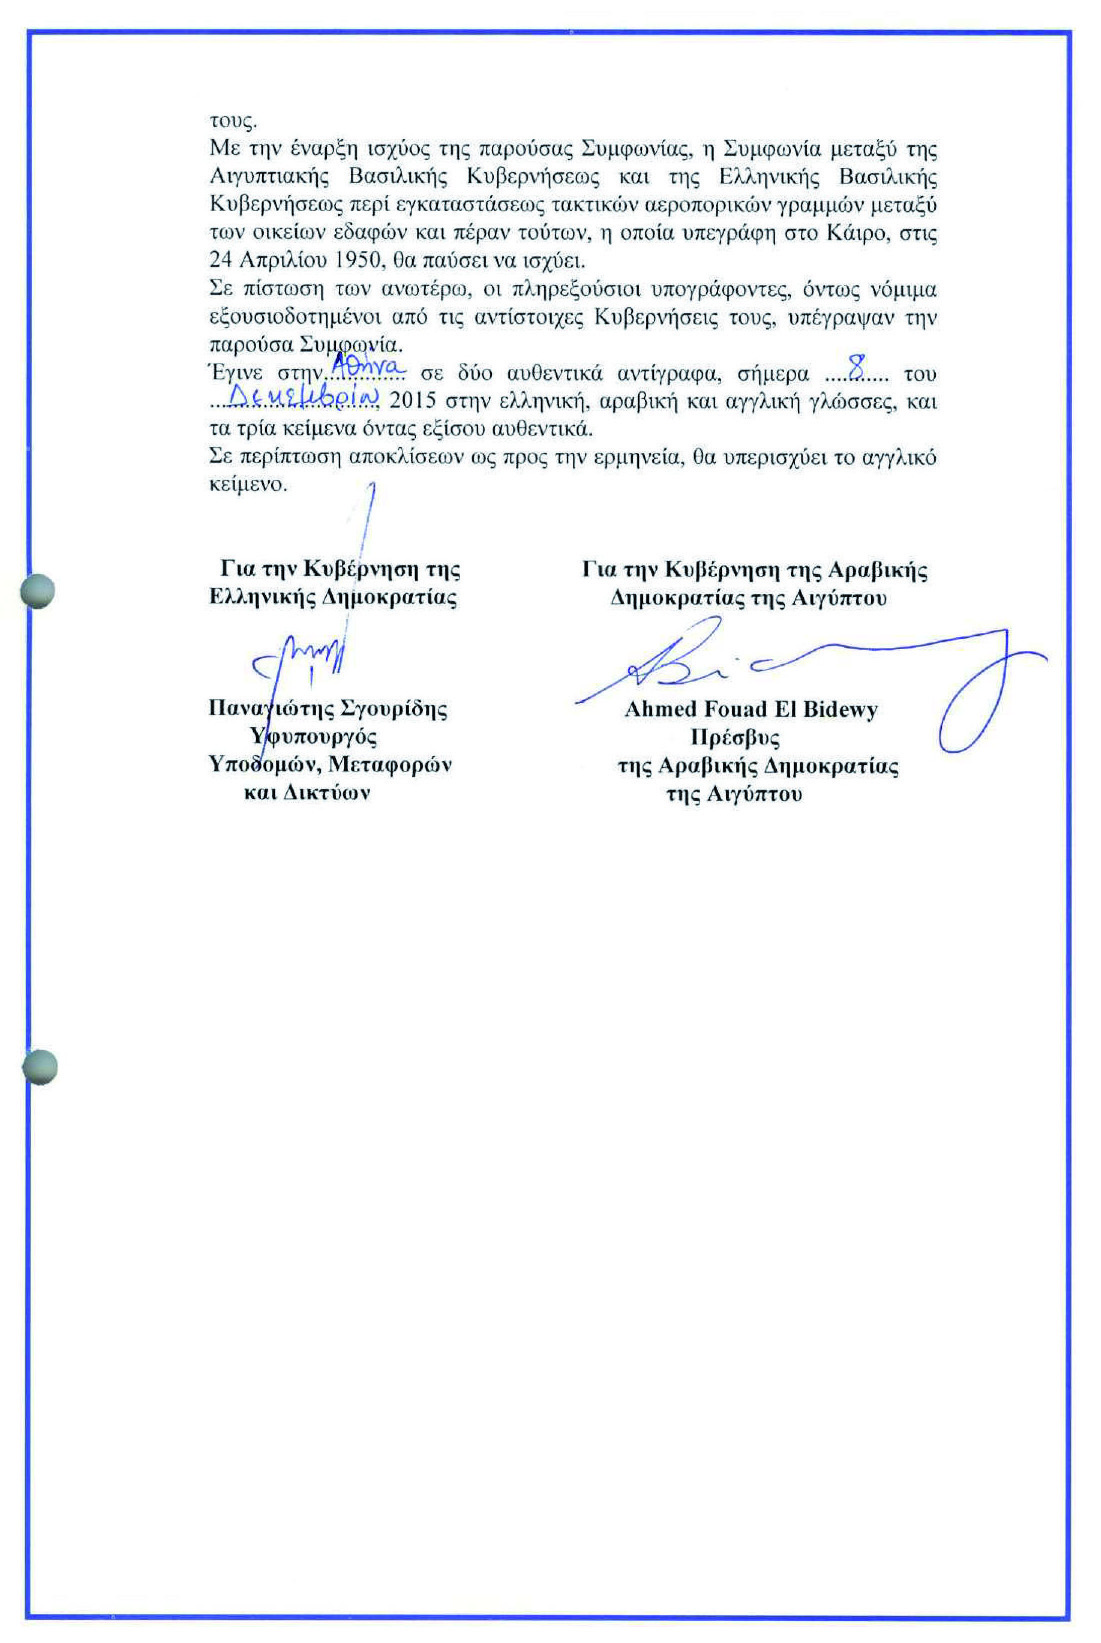 τους.
Με την έναρξη ισχύος της παρούσας Συμφωνίας, η Συμφωνία μεταξύ της
Αιγυπτιακής Βασιλικής Κυβερνήσεως και της Ελληνικής Βασιλικής
Κυβερνήσεως περί εγκαταστάσεως τακτικών αεροπορικών γραμμών μεταξύ
των οικείων εδαφών και πέραν τούτων, η οποία υπεγράφη στο Κάιρο, στις
24 Απριλίου 1950, θα παύσει να ισχύει.
Σε πίστωση των ανωτέρω, οι πληρεξούσιοι υπογράφοντες, όντως νόμιμα
εξουσιοδοτημένοι από τις αντίστοιχες Κυβερνήσεις τους, υπέγραψαν την
παρούσα Συμφωνία.
Έγινε στην Αθήνα σε δύο αυθεντικά αντίγραφα, σήμερα ....8..... του
Δεκεμβρίου, 2015 στην ελληνική, αραβική και αγγλική γλώσσες, και
τα τρία κείμενα όντας εξίσου αυθεντικά.
Σε περίπτωση αποκλίσεων ως προς την ερμηνεία, θα υπερισχύει το αγγλικό
κείμενο.
Για την Κυβέρνηση της
Ελληνικής Δημοκρατίας
Παναγιώτης Σγουρίδης
Υφυπουργός
Υποδομών, Μεταφορών
και Δικτύων
Για την Κυβέρνηση της Αραβικής
Δημοκρατίας της Αιγύπτου
Ahmed Fouad El Bidewy
Πρέσβυς
της Αραβικής Δημοκρατίας
της Αιγύπτου